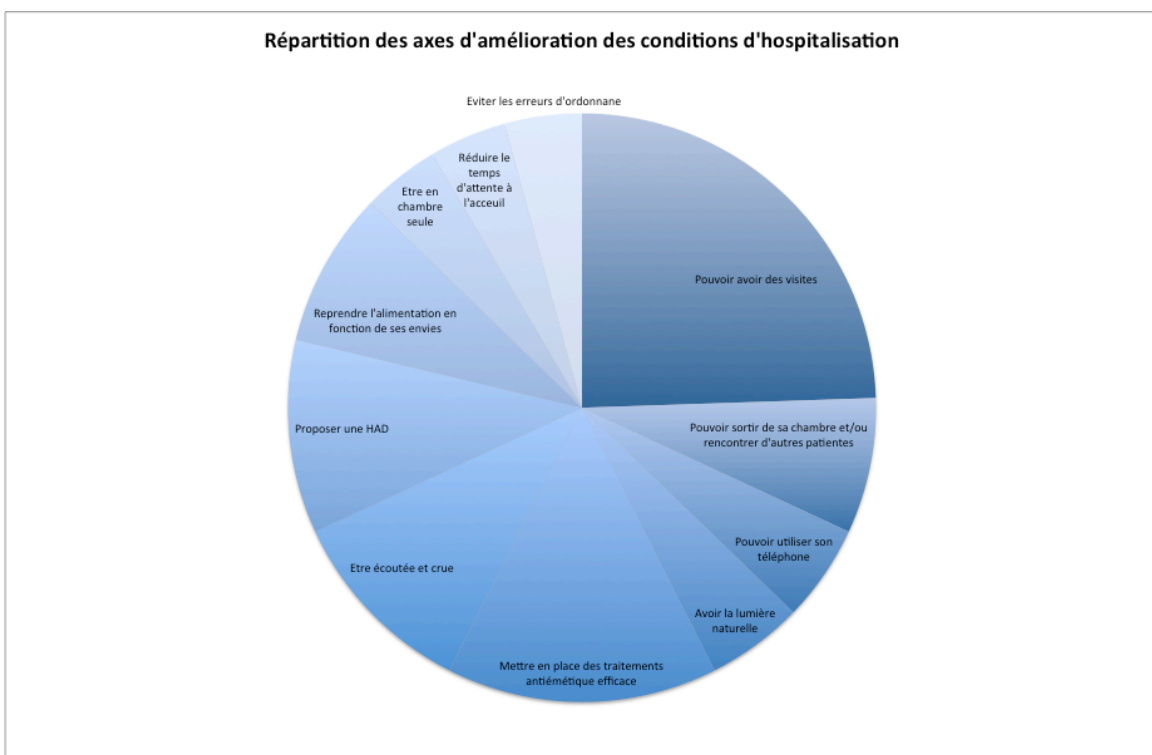 Répartition des axes d'amélioration des conditions d'hospitalisation
Eviter les erreurs d'ordonnane
Réduire le
temps
d'attente à
l'acceuil
Etre en
chambre
seule
Pouvoir avoir des visites
Reprendre l'alimentation en
fonction de ses envies
Proposer une HAD
Pouvoir sortir de sa chambre et/ou
rencontrer d'autres patientes
Pouvoir utiliser son
téléphone
Etre écoutée et crue
Avoir la lumière
naturelle
Mettre en place des traitements
antiémétique efficace